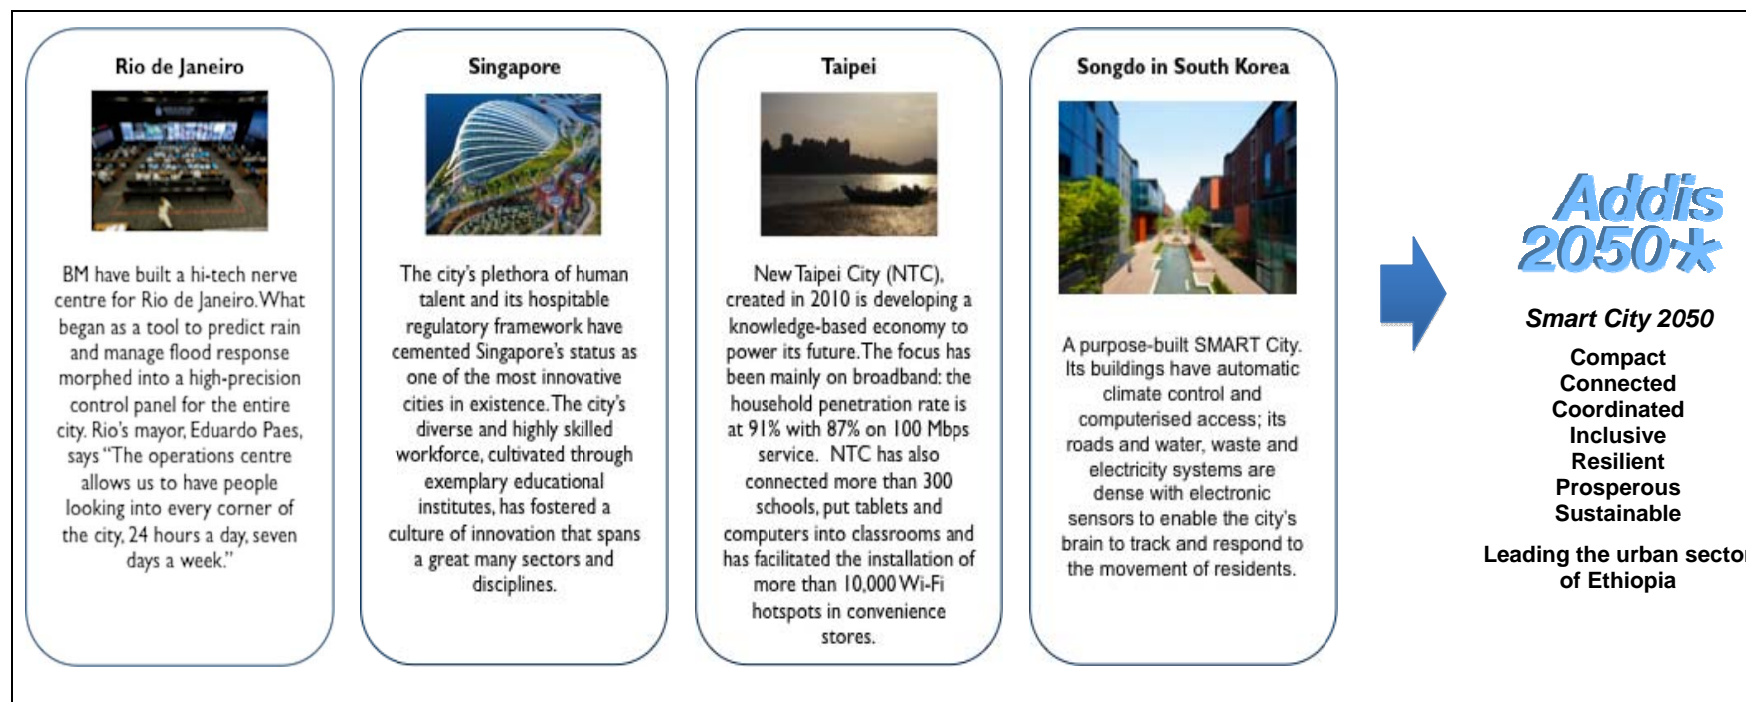 Rio de Janeiro
BM have built a hi-tech nerve
centre for Rio de Janeiro. What
began as a tool to predict rain
and manage flood response
morphed into a high-precision
control panel for the entire
city. Rio's mayor, Eduardo Paes,
says “The operations centre
allows us to have people
looking into every corner of
the city, 24 hours a day, seven
days a week.”
Singapore
The city's plethora of human
talent and its hospitable
regulatory framework have
cemented Singapore's status as
one of the most innovative
cities in existence. The city's
diverse and highly skilled
workforce, cultivated through
exemplary educational
institutes, has fostered a
culture of innovation that spans
a great many sectors and
disciplines.
Taipei
New Taipei City (NTC),
created in 2010 is developing a
knowledge-based economy to
power its future. The focus has
been mainly on broadband: the
household penetration rate is
at 91% with 87% on 100 Mbps
service. NTC has also
connected more than 300
schools, put tablets and
computers into classrooms and
has facilitated the installation of
more than 10,000 Wi-Fi
hotspots in convenience
stores.
Songdo in South Korea
A purpose-built SMART City.
Its buildings have automatic
climate control and
computerised access; its
roads and water, waste and
electricity systems are
dense with electronic
sensors to enable the city's
brain to track and respond to
the movement of residents.
Addis
2050*
Smart City 2050
Compact
Connected
Coordinated
Inclusive
Resilient
Prosperous
Sustainable
Leading the urban sector
of Ethiopia